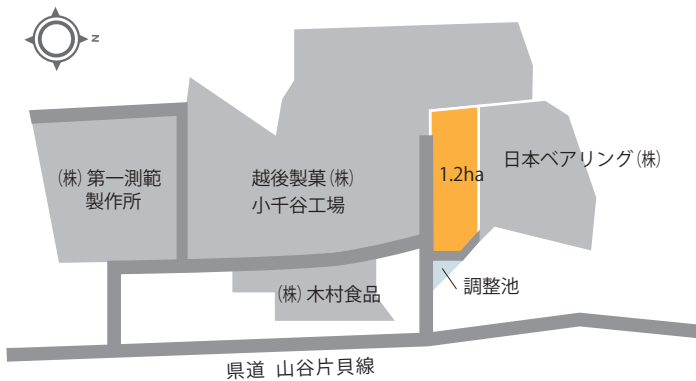 N
(株)第一測範
製作所
越後製菓(株)
小千谷工場
1.2ha
日本ベアリング(株)
(株)木村食品
調整池
県道 山谷片貝線